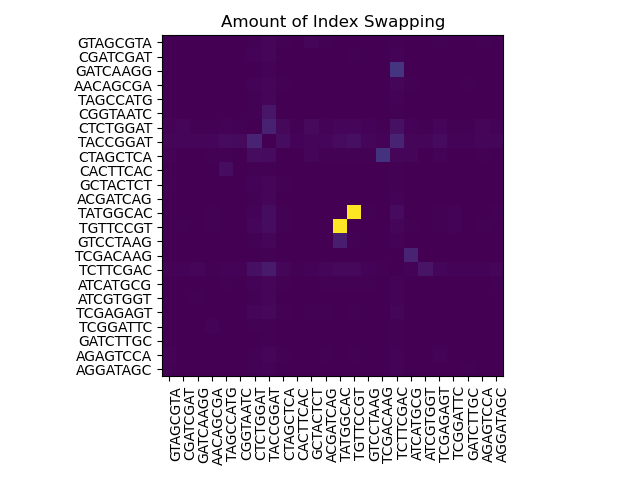 Amount of Index Swapping
GTAGCGTA
CGATCGAT
GATCAAGG
AACAGCGA
TAGCCATG
CGGTAATC
CTCTGGAT
TACCGGAT
CTAGCTCA
CACTTCAC
GCTACTCT
ACGATCAG
TATGGCAC
TGTTCCGT
GTCCTAAG
TCGACAAG
TCTTCGAC
ATCATGCG
ATCGTGGT
TCGAGAGT
TCGGATTC
GATCTTGC
AGAGTCCA
AGGATAGC
GTAGCGTA
CGATCGAT
GATCAAGG
AACAGCGA
TAGCCATG
CGGTAATC
CTCTGGAT
TACCGGAT
CTAGCTCA
CACTTCAC
GCTACTCT
ACGATCAG
TATGGCAC
TGTTCCGT
GTCCTAAG
TCGACAAG
TCTTCGAC
ATCATGCG
ATCGTGGT
TCGAGAGT
TCGGATTC
GATCTTGC
AGAGTCCA
AGGATAGC